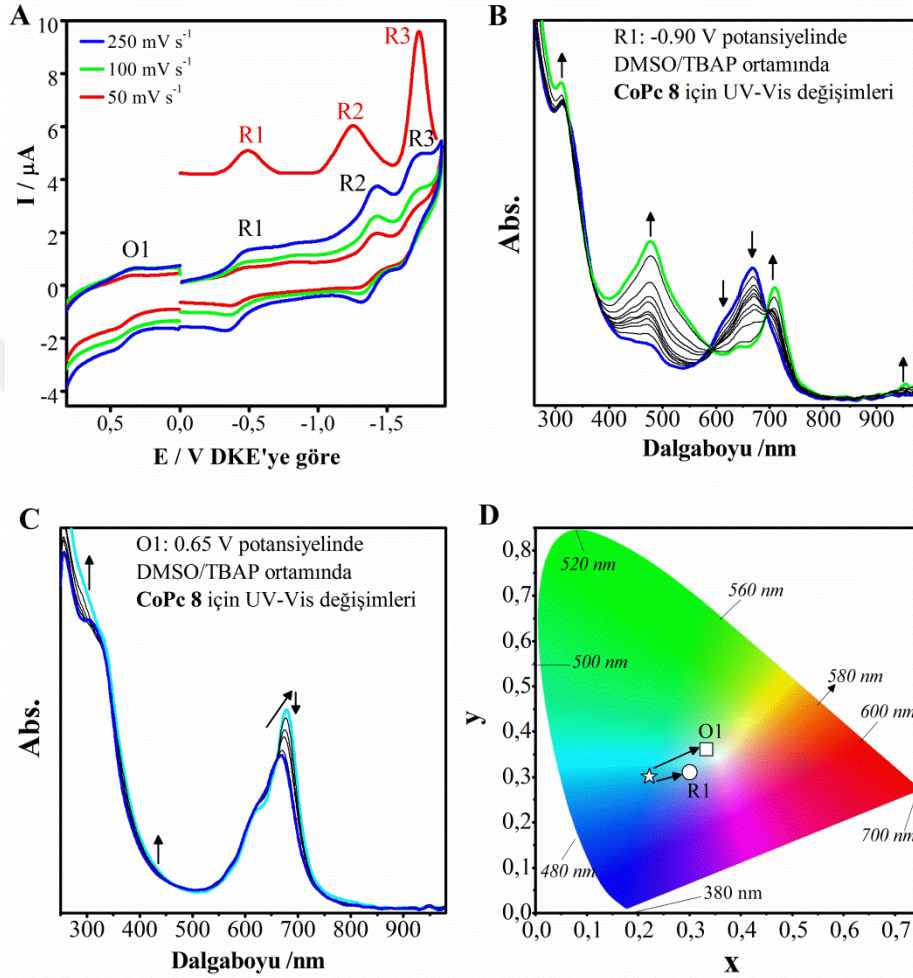 A
250 mV s⁻¹
100 mV s⁻¹
50 mV s⁻¹
R3
R2
R1
R3
R2
R1
O1
I / µA
10
8
6
4
2
0
-2
-4
0,5
0,0
-0,5
-1,0
-1,5
E / V DKE'ye göre
B
R1: -0.90 V potansiyelinde
DMSO/TBAP ortamında
CoPc 8 için UV-Vis değişimleri
Abs.
300
400
500
600
700
800
900
Dalgaboyu /nm
C
O1: 0.65 V potansiyelinde
DMSO/TBAP ortamında
CoPc 8 için UV-Vis değişimleri
Abs.
300
400
500
600
700
800
900
Dalgaboyu /nm
D
0,8
0,7
0,6
0,5
0,4
0,3
0,2
0,1
0,0
y
520 nm
560 nm
500 nm
580 nm
600 nm
O1
R1
700 nm
480 nm
380 nm
0,0
0,1
0,2
0,3
0,4
0,5
0,6
0,7
x